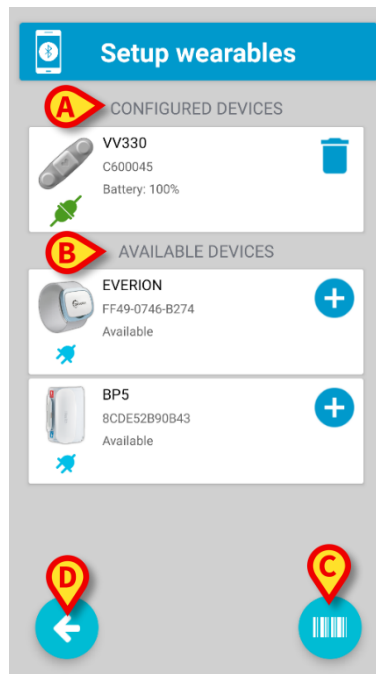 Setup wearables
A
CONFIGURED DEVICES
VV330
C600045
Battery: 100%
B
AVAILABLE DEVICES
EVERION
FF49-0746-B274
Available
BP5
8CDE52B90B43
Available
D
C